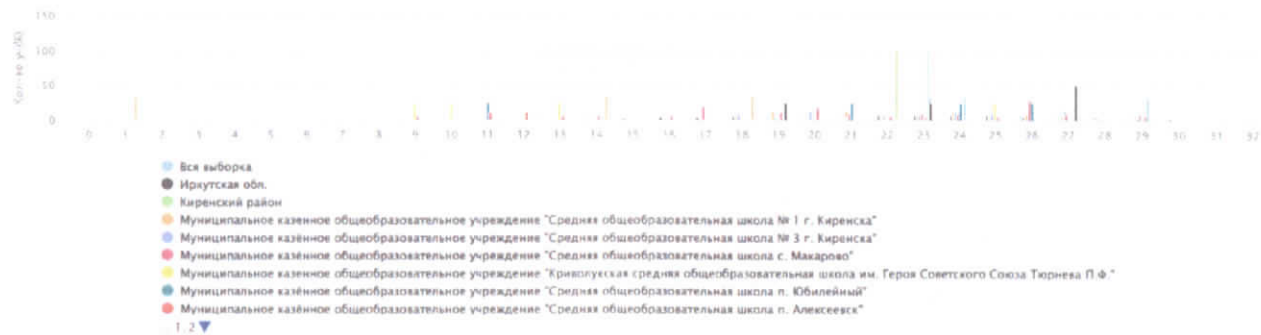 150
100
50
0
Кол-во уч.(%)
0 1 2 3 4 5 6 7 8 9 10 11 12 13 14 15 16 17 18 19 20 21 22 23 24 25 26 27 28 29 30 31 32
Вся выборка
Иркутская обл.
Киренский район
Муниципальное казенное общеобразовательное учреждение "Средняя общеобразовательная школа № 1 г. Киренска"
Муниципальное казённое общеобразовательное учреждение "Средняя общеобразовательная школа № 3 г. Киренска"
Муниципальное казённое общеобразовательное учреждение "Средняя общеобразовательная школа с. Макарово"
Муниципальное казенное общеобразовательное учреждение "Криволукская средняя общеобразовательная школа им. Героя Советского Союза Тюрнева П.Ф."
Муниципальное казённое общеобразовательное учреждение "Средняя общеобразовательная школа п. Юбилейный"
Муниципальное казённое общеобразовательное учреждение "Средняя общеобразовательная школа п. Алексеевск"
1.2